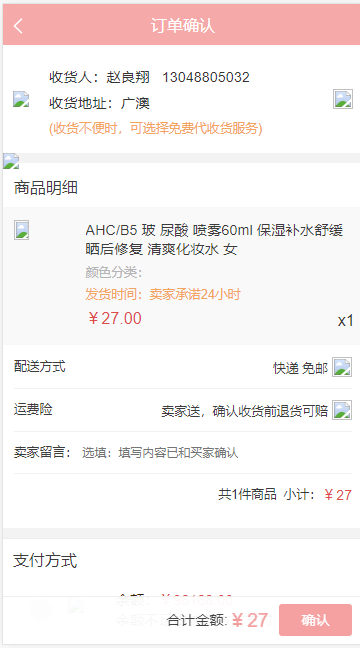 订单确认
收货人：赵良翔 13048805032
收货地址：广澳
(收货不便时，可选择免费代收货服务)
商品明细
AHC/B5 玻 尿酸 喷雾60ml 保湿补水舒缓
晒后修复 清爽化妆水 女
颜色分类：
发货时间：卖家承诺24小时
￥27.00
x1
配送方式 快递 免邮
运费险 卖家送，确认收货前退货可赔
卖家留言： 选填：填写内容已和买家确认
共1件商品 小计：￥27
支付方式
合计金额:￥27 确认